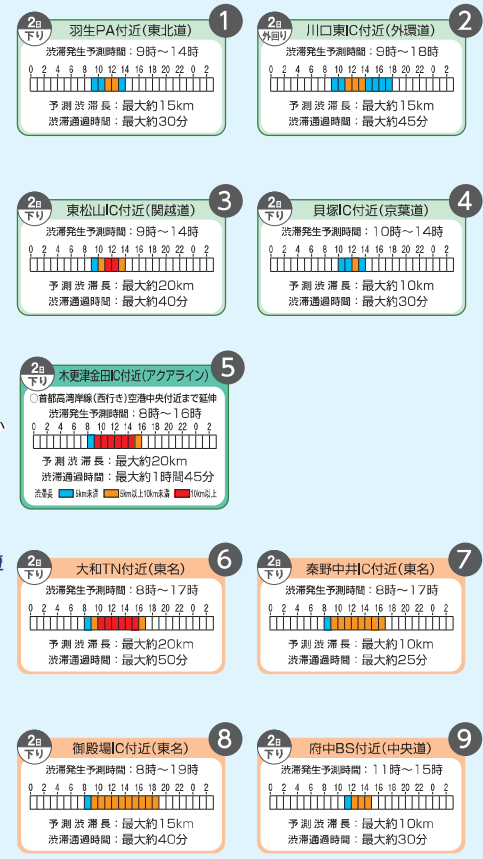 2日
下り
羽生PA付近(東北道)
1
渋滞発生予測時間：9時～14時
0 2 4 6 8 10 12 14 16 18 20 22 0 2
予測渋滞長：最大約15km
渋滞通過時間：最大約30分
2日
外回り
川口東IC付近(外環道)
2
渋滞発生予測時間：9時～18時
0 2 4 6 8 10 12 14 16 18 20 22 0 2
予測渋滞長：最大約15km
渋滞通過時間：最大約45分
2日
下り
東松山IC付近(関越道)
3
渋滞発生予測時間：9時～14時
0 2 4 6 8 10 12 14 16 18 20 22 0 2
予測渋滞長：最大約20km
渋滞通過時間：最大約40分
2日
下り
貝塚IC付近(京葉道)
4
渋滞発生予測時間：10時～14時
0 2 4 6 8 10 12 14 16 18 20 22 0 2
予測渋滞長：最大約10km
渋滞通過時間：最大約30分
2日
下り
木更津金田IC付近(アクアライン)
5
○首都高湾岸線(西行き)空港中央付近まで延伸
渋滞発生予測時間：8時～16時
0 2 4 6 8 10 12 14 16 18 20 22 0 2
予測渋滞長：最大約20km
渋滞通過時間：最大約1時間45分
渋滞長 5km未満 5km以上10km未満 10km以上
2日
下り
大和TN付近(東名)
6
渋滞発生予測時間：8時～17時
0 2 4 6 8 10 12 14 16 18 20 22 0 2
予測渋滞長：最大約20km
渋滞通過時間：最大約50分
2日
下り
秦野中井IC付近(東名)
7
渋滞発生予測時間：8時～17時
0 2 4 6 8 10 12 14 16 18 20 22 0 2
予測渋滞長：最大約10km
渋滞通過時間：最大約25分
2日
下り
御殿場IC付近(東名)
8
渋滞発生予測時間：8時～19時
0 2 4 6 8 10 12 14 16 18 20 22 0 2
予測渋滞長：最大約15km
渋滞通過時間：最大約40分
2日
下り
府中BS付近(中央道)
9
渋滞発生予測時間：11時～15時
0 2 4 6 8 10 12 14 16 18 20 22 0 2
予測渋滞長：最大約10km
渋滞通過時間：最大約30分